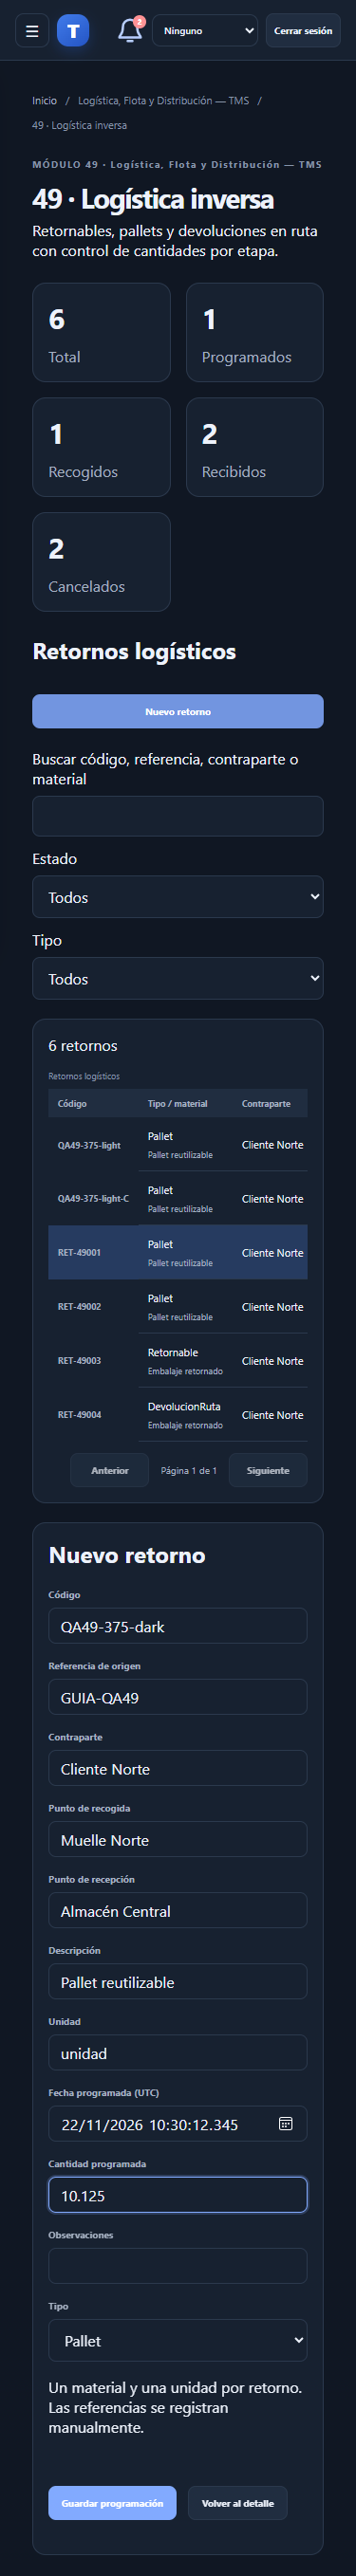 ☰ T 2 Ninguno Cerrar sesión
Inicio / Logística, Flota y Distribución — TMS /
49 · Logística inversa
MÓDULO 49 · Logística, Flota y Distribución — TMS
49 · Logística inversa
Retornables, pallets y devoluciones en ruta
con control de cantidades por etapa.
6
Total
1
Programados
1
Recogidos
2
Recibidos
2
Cancelados
Retornos logísticos
Nuevo retorno
Buscar código, referencia, contraparte o
material
Estado
Todos
Tipo
Todos
6 retornos
Retornos logísticos
Código Tipo / material Contraparte
QA49-375-light Pallet Cliente Norte
Pallet reutilizable
QA49-375-light-C Pallet Cliente Norte
Pallet reutilizable
RET-49001 Pallet Cliente Norte
Pallet reutilizable
RET-49002 Pallet Cliente Norte
Pallet reutilizable
RET-49003 Retornable Cliente Norte
Embalaje retornado
RET-49004 DevolucionRuta Cliente Norte
Embalaje retornado
Anterior Página 1 de 1 Siguiente
Nuevo retorno
Código
QA49-375-dark
Referencia de origen
GUIA-QA49
Contraparte
Cliente Norte
Punto de recogida
Muelle Norte
Punto de recepción
Almacén Central
Descripción
Pallet reutilizable
Unidad
unidad
Fecha programada (UTC)
22/11/2026 10:30:12.345
Cantidad programada
10.125
Observaciones
Tipo
Pallet
Un material y una unidad por retorno.
Las referencias se registran
manualmente.
Guardar programación Volver al detalle